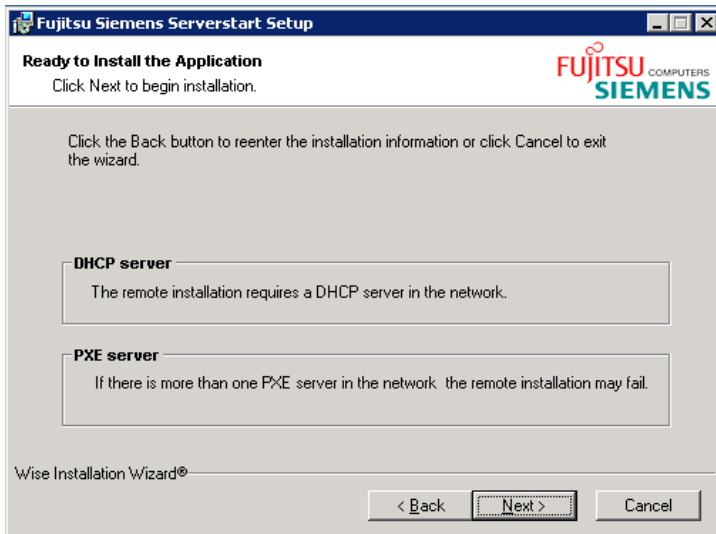 Fujitsu Siemens Serverstart Setup
Ready to Install the Application
Click Next to begin installation.
FUJITSU COMPUTERS
SIEMENS
Click the Back button to reenter the installation information or click Cancel to exit
the wizard.
DHCP server
The remote installation requires a DHCP server in the network.
PXE server
If there is more than one PXE server in the network the remote installation may fail.
Wise Installation Wizard®
< Back
Next >
Cancel